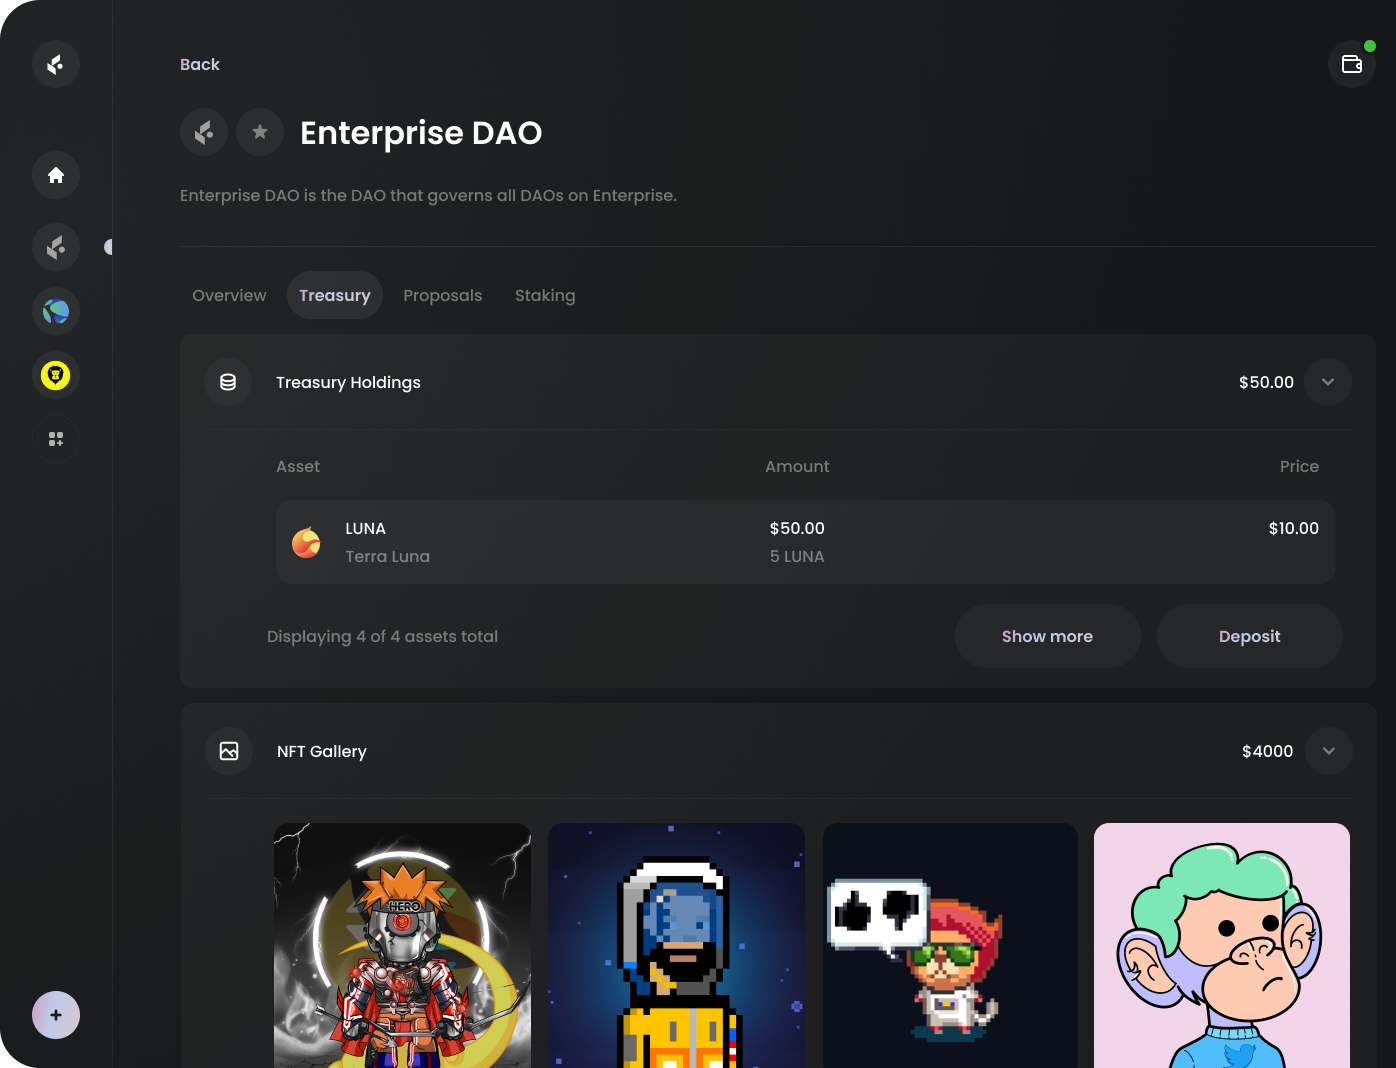 Back
Enterprise DAO
Enterprise DAO is the DAO that governs all DAOs on Enterprise.
Overview Treasury Proposals Staking
Treasury Holdings $50.00
Asset Amount Price
LUNA $50.00 $10.00
Terra Luna 5 LUNA
Displaying 4 of 4 assets total Show more Deposit
NFT Gallery $4000
HERO